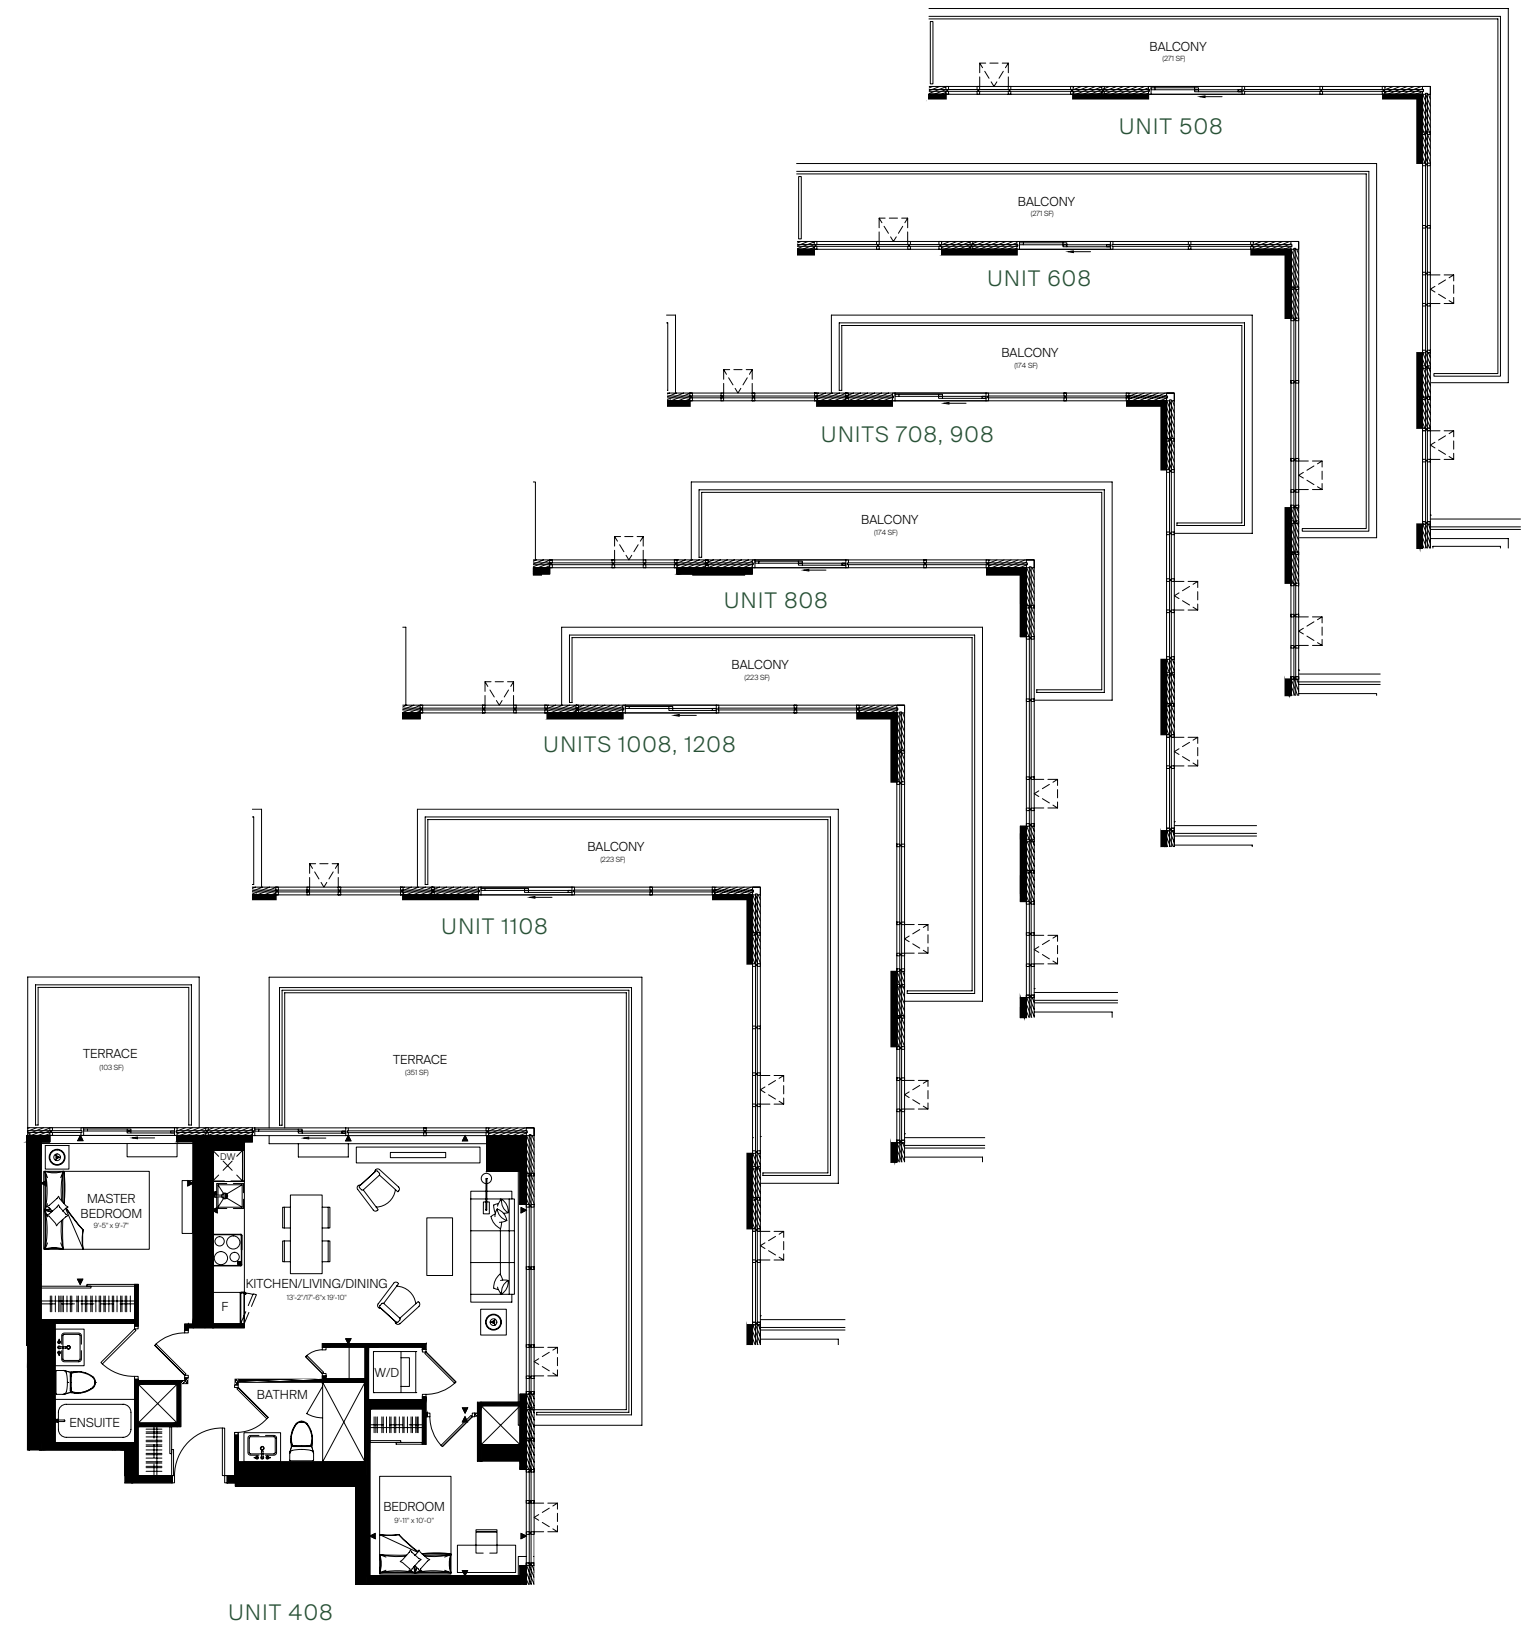 BALCONY
(271 SF)
UNIT 508
BALCONY
(271 SF)
UNIT 608
BALCONY
(174 SF)
UNITS 708, 908
BALCONY
(174 SF)
UNIT 808
BALCONY
(223 SF)
UNITS 1008, 1208
BALCONY
(223 SF)
UNIT 1108
TERRACE
(103 SF)
TERRACE
(351 SF)
DW
MASTER
BEDROOM
9'-5" x 9'-7"
KITCHEN/LIVING/DINING
13'-2"/17'-6"x 19'-10"
F
W/D
BATHRM
ENSUITE
BEDROOM
9'-11" x 10'-0"
UNIT 408